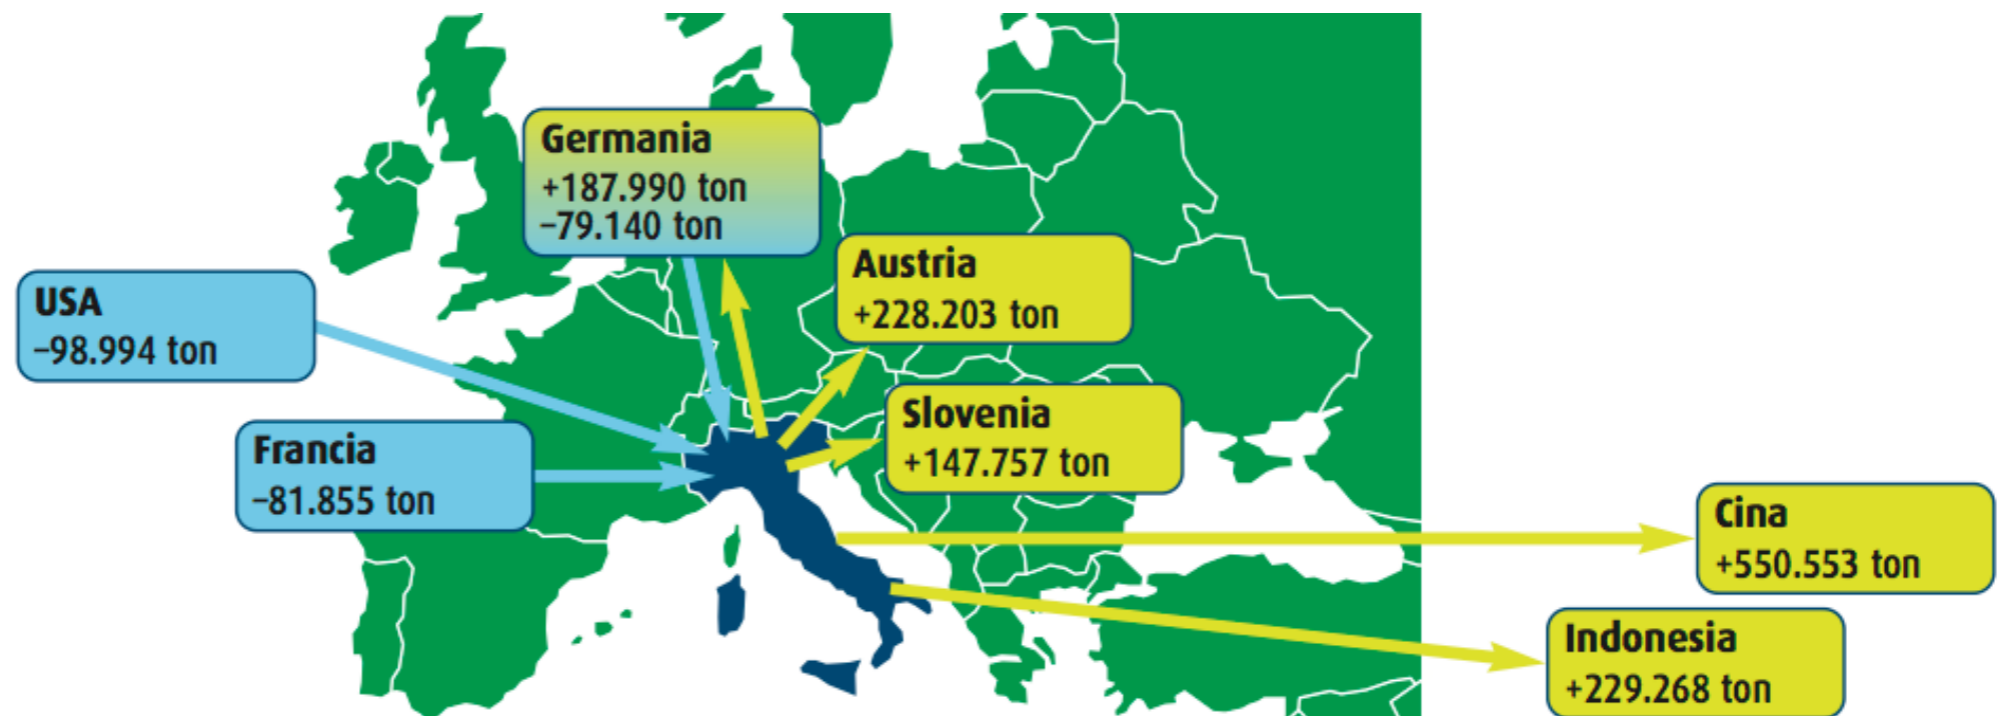 Germania
+187.990 ton
–79.140 ton
Austria
+228.203 ton
USA
–98.994 ton
Slovenia
+147.757 ton
Francia
–81.855 ton
Cina
+550.553 ton
Indonesia
+229.268 ton